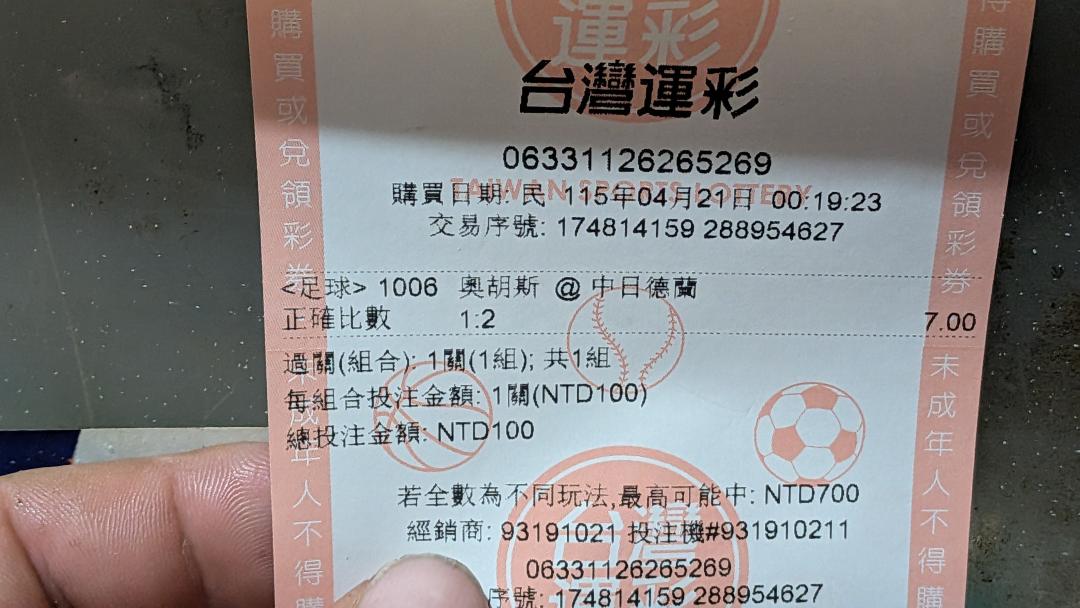 運彩
台灣運彩
06331126265269
TAIWAN SPORTS LOTTERY
購買日期: 民 115年04月21日 00:19:23
交易序號: 174814159 288954627
<足球> 1006 奧胡斯 @ 中日德蘭
正確比數 1:2 7.00
過關(組合): 1關(1組); 共1組
每組合投注金額: 1關(NTD100)
總投注金額: NTD100
若全數為不同玩法,最高可能中: NTD700
經銷商: 93191021 投注機#931910211
06331126265269
序號: 174814159 288954627
購買或兌領彩券
未成年人不得購
得購買或兌領彩券
未成年人不得購
台灣